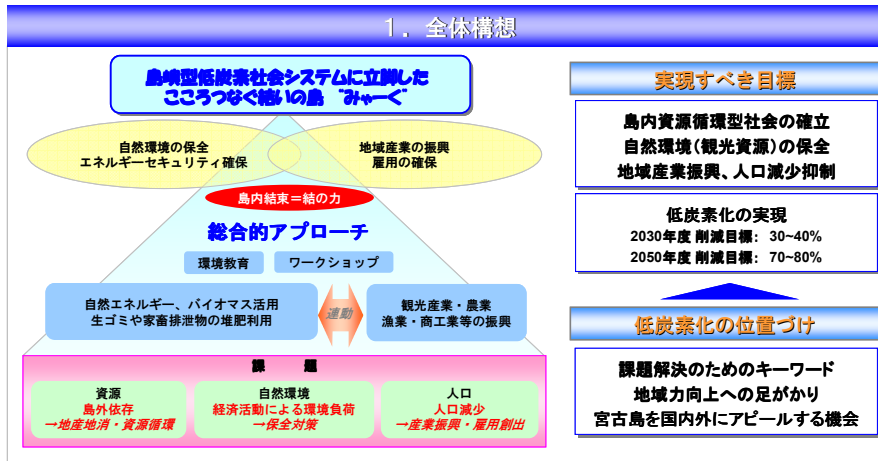 １．全体構想
島嶼型低炭素社会システムに立脚した
こころつなぐ結いの島 “みゃーく”
自然環境の保全
エネルギーセキュリティ確保
地域産業の振興
雇用の確保
島内結束＝結の力
総合的アプローチ
環境教育
ワークショップ
自然エネルギー、バイオマス活用
生ゴミや家畜排泄物の堆肥利用
連動
観光産業・農業
漁業・商工業等の振興
課　題
資源
島外依存
→地産地消・資源循環
自然環境
経済活動による環境負荷
→保全対策
人口
人口減少
→産業振興・雇用創出
実現すべき目標
島内資源循環型社会の確立
自然環境（観光資源）の保全
地域産業振興、人口減少抑制
低炭素化の実現
2030年度 削減目標： 30~40%
2050年度 削減目標： 70~80%
低炭素化の位置づけ
課題解決のためのキーワード
地域力向上への足がかり
宮古島を国内外にアピールする機会